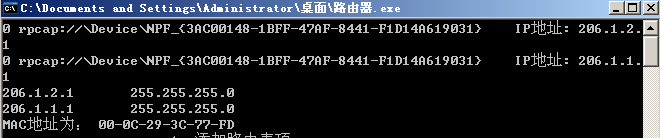 C:\Documents and Settings\Administrator\桌面\路由器.exe
0 rpcap://\Device\NPF_{3AC00148-1BFF-47AF-8441-F1D14A619031}    IP地址: 206.1.2.
1
0 rpcap://\Device\NPF_{3AC00148-1BFF-47AF-8441-F1D14A619031}    IP地址: 206.1.1.
1
206.1.2.1       255.255.255.0
206.1.1.1       255.255.255.0
MAC地址为： 00-0C-29-3C-77-FD
添加路由表项